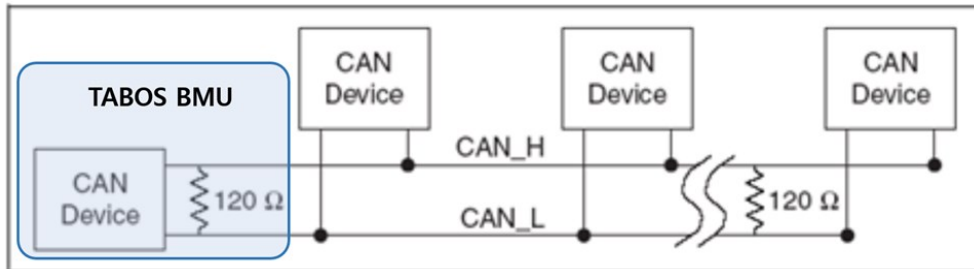 CAN
Device
CAN
Device
CAN
Device
TABOS BMU
CAN_H
CAN
Device
120 Ω
120 Ω
CAN_L